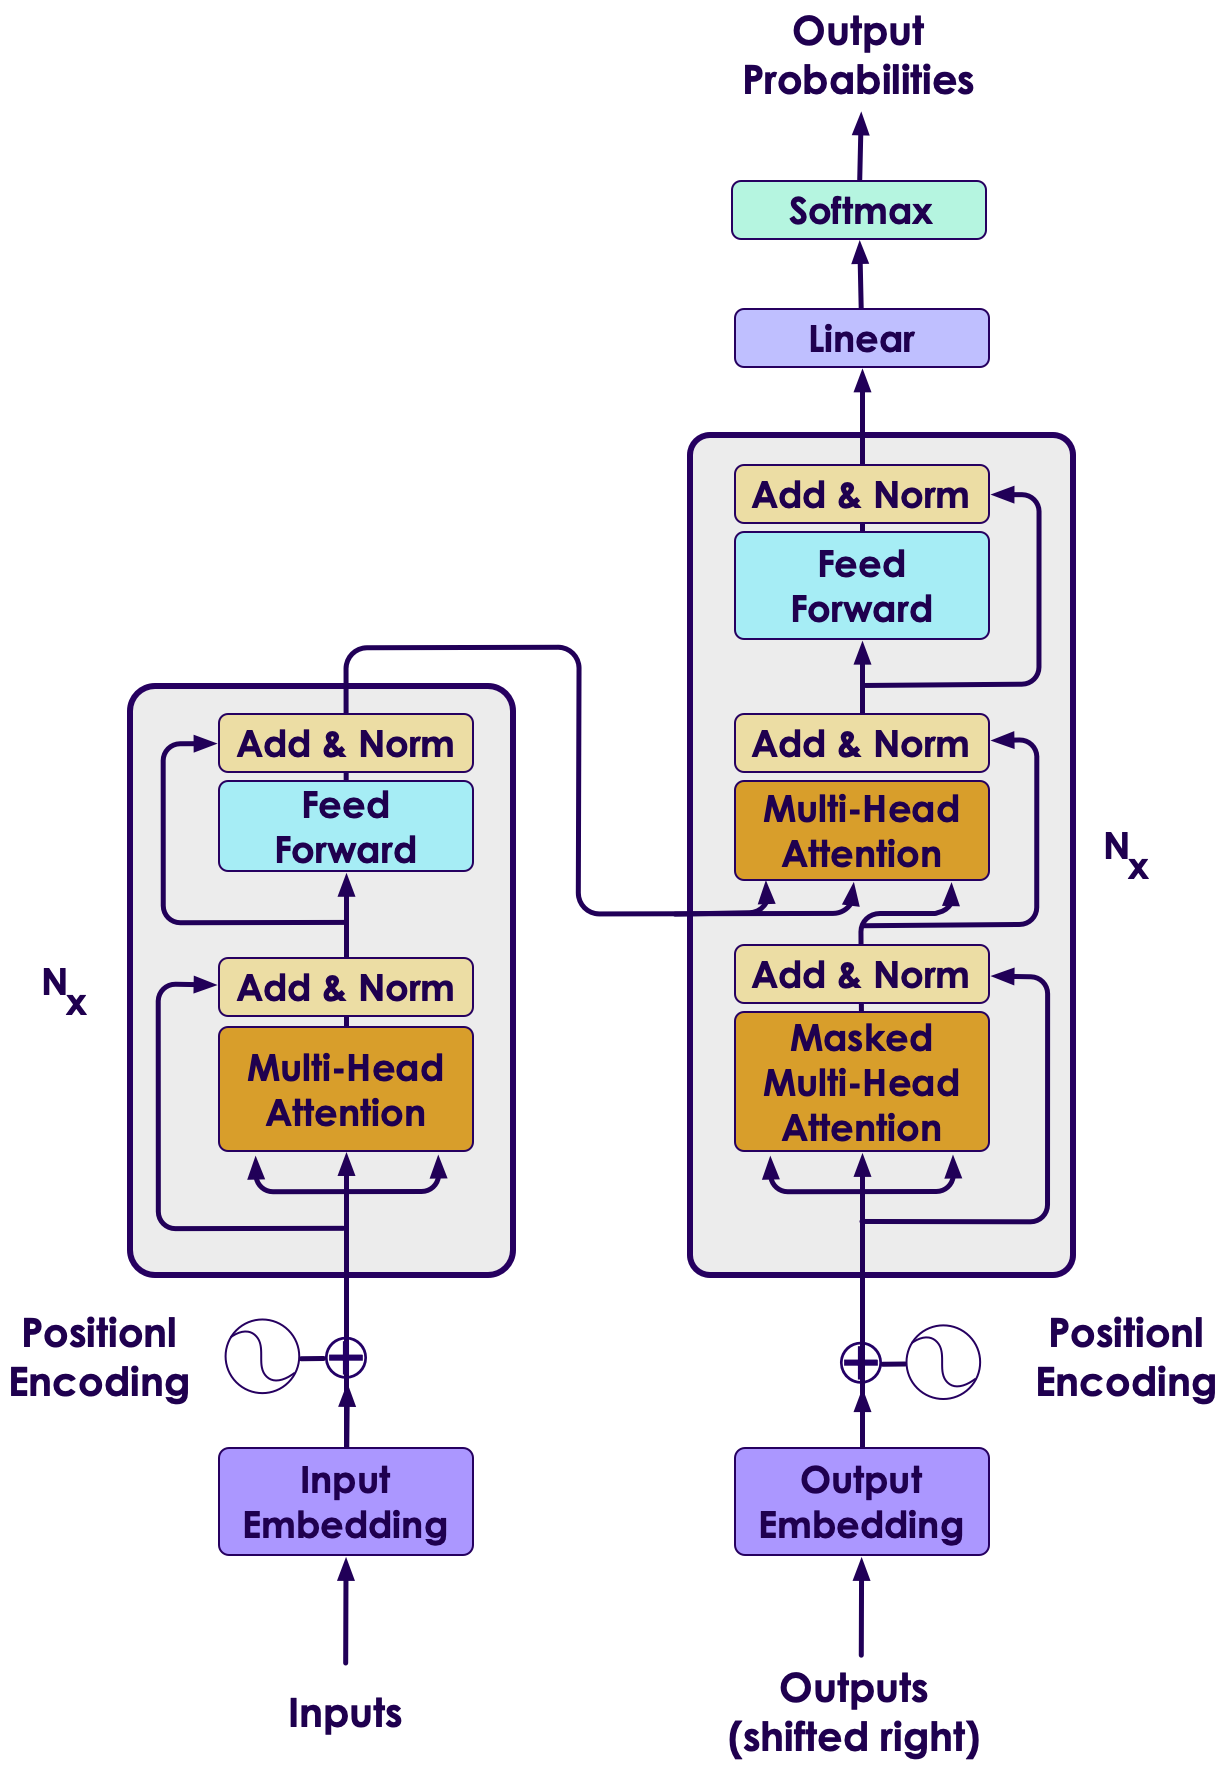 Output
Probabilities
Softmax
Linear
Add & Norm
Feed
Forward
Add & Norm
Multi-Head
Attention
Add & Norm
Masked
Multi-Head
Attention
Nx
Add & Norm
Feed
Forward
Add & Norm
Multi-Head
Attention
Nx
Positionl
Encoding
Positionl
Encoding
Input
Embedding
Output
Embedding
Inputs
Outputs
(shifted right)